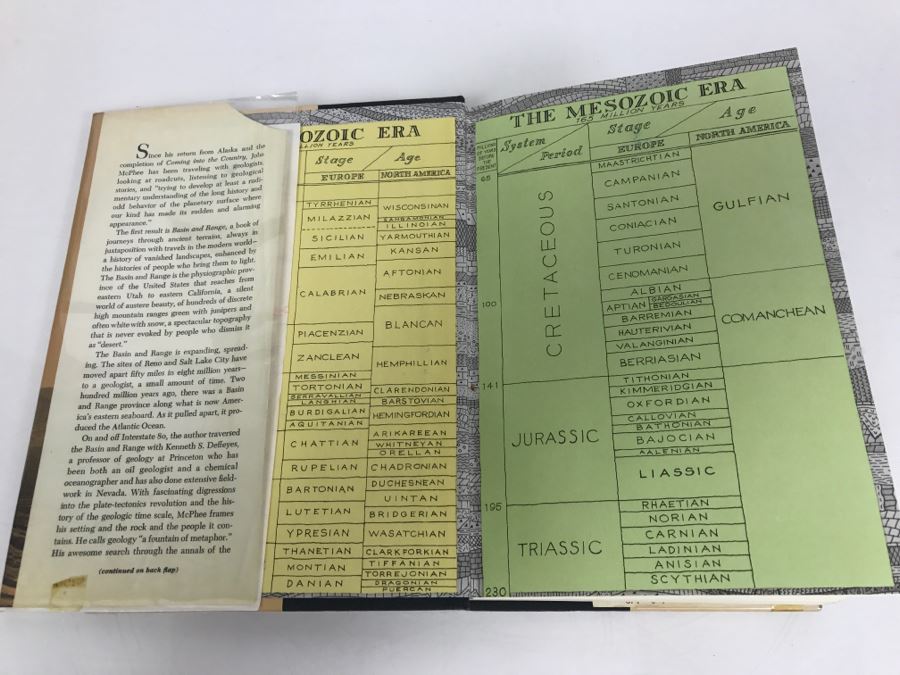 Since his return from Alaska and the
completion of Coming into the Country, John
McPhee has been traveling with geologists,
looking at roadcuts, listening to geological
stories, and "trying to develop at least a rudi-
mentary understanding of the long history and
odd behavior of the planetary surface where
our kind has made its sudden and alarming
appearance."
The first result is Basin and Range, a book of
journeys through ancient terrains, always in
juxtaposition with travels in the modern world—
a history of vanished landscapes, enhanced by
the histories of people who bring them to light.
The Basin and Range is the physiographic prov-
ince of the United States that reaches from
eastern Utah to eastern California, a silent
world of austere beauty, of hundreds of discrete
high mountain ranges green with junipers and
often white with snow, a spectacular topography
that is never evoked by people who dismiss it
as "desert."
The Basin and Range is expanding, spread-
ing. The sites of Reno and Salt Lake City have
moved apart fifty miles in eight million years—
to a geologist, a small amount of time. Two
hundred million years ago, there was a Basin
and Range province along what is now Amer-
ica's eastern seaboard. As it pulled apart, it pro-
duced the Atlantic Ocean.
On and off Interstate 80, the author traversed
the Basin and Range with Kenneth S. Deffeyes,
a professor of geology at Princeton who has
been both an oil geologist and a chemical
oceanographer and has also done extensive field-
work in Nevada. With fascinating digressions
into the plate-tectonics revolution and the his-
tory of the geologic time scale, McPhee frames
his setting and the rock and the people it con-
tains. He calls geology "a fountain of metaphor."
His awesome search through the annals of the
(continued on back flap)
OZOIC ERA
LLION YEARS
Stage Age
EUROPE NORTH AMERICA
TYRRHENIAN
MILAZZIAN
SICILIAN
EMILIAN
CALABRIAN
PIACENZIAN
ZANCLEAN
MESSINIAN
TORTONIAN
SERRAVALLIAN
LANGHIAN
BURDIGALIAN
AQUITANIAN
CHATTIAN
RUPELIAN
BARTONIAN
LUTETIAN
YPRESIAN
THANETIAN
MONTIAN
DANIAN
WISCONSINAN
SANGAMONIAN
ILLINOIAN
YARMOUTHIAN
KANSAN
AFTONIAN
NEBRASKAN
BLANCAN
HEMPHILLIAN
CLARENDONIAN
BARSTOVIAN
HEMINGFORDIAN
ARIKAREEAN
WHITNEYAN
ORELLAN
CHADRONIAN
DUCHESNEAN
UINTAN
BRIDGERIAN
WASATCHIAN
CLARKFORKIAN
TIFFANIAN
TORREJONIAN
DRAGONIAN
PUERCAN
THE MESOZOIC ERA
165 MILLION YEARS
MILLIONS
OF YEARS
BEFORE
THE
PRESENT
System
Period
Stage
Age
EUROPE
NORTH AMERICA
65
100
141
195
230
CRETACEOUS
JURASSIC
TRIASSIC
MAASTRICHTIAN
CAMPANIAN
SANTONIAN
CONIACIAN
TURONIAN
CENOMANIAN
ALBIAN
APTIAN
GARGASIAN
BEDOULIAN
BARREMIAN
HAUTERIVIAN
VALANGINIAN
BERRIASIAN
TITHONIAN
KIMMERIDGIAN
OXFORDIAN
CALLOVIAN
BATHONIAN
BAJOCIAN
AALENIAN
LIASSIC
RHAETIAN
NORIAN
CARNIAN
LADINIAN
ANISIAN
SCYTHIAN
GULFIAN
COMANCHEAN